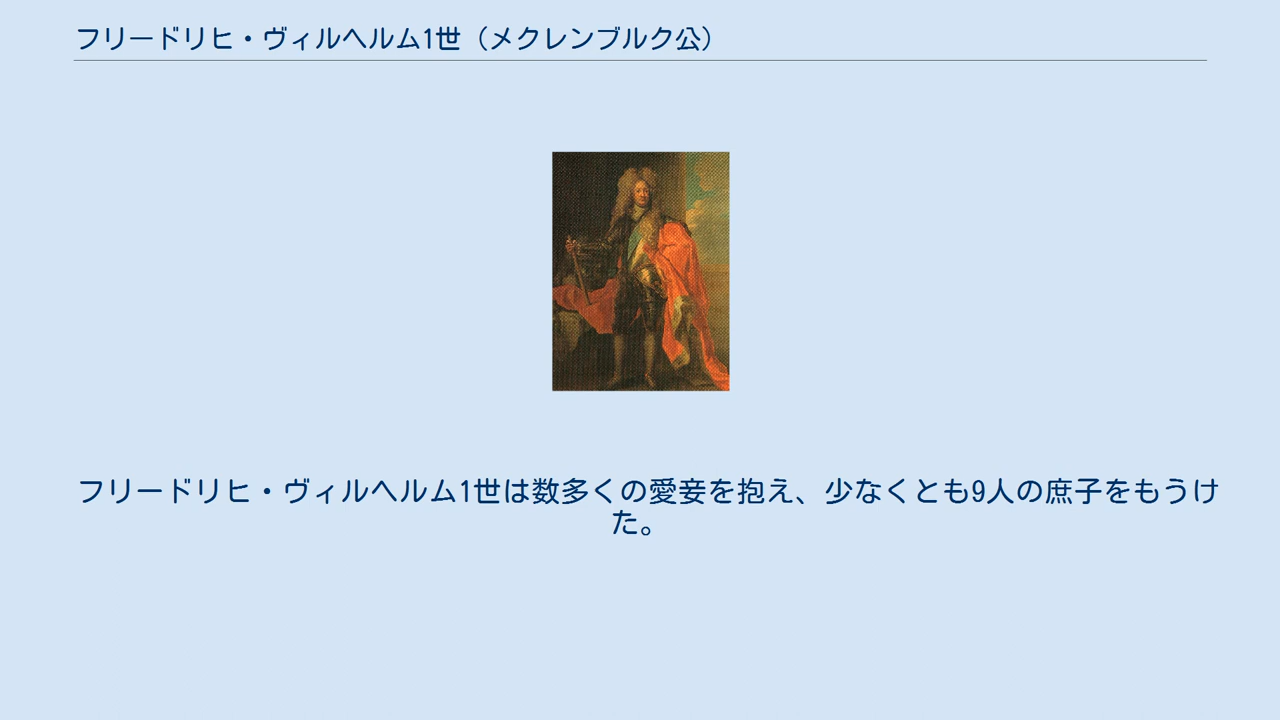 フリードリヒ・ヴィルヘルム1世（メクレンブルク公）
フリードリヒ・ヴィルヘルム1世は数多くの愛妾を抱え、少なくとも9人の庶子をもうけ
た。